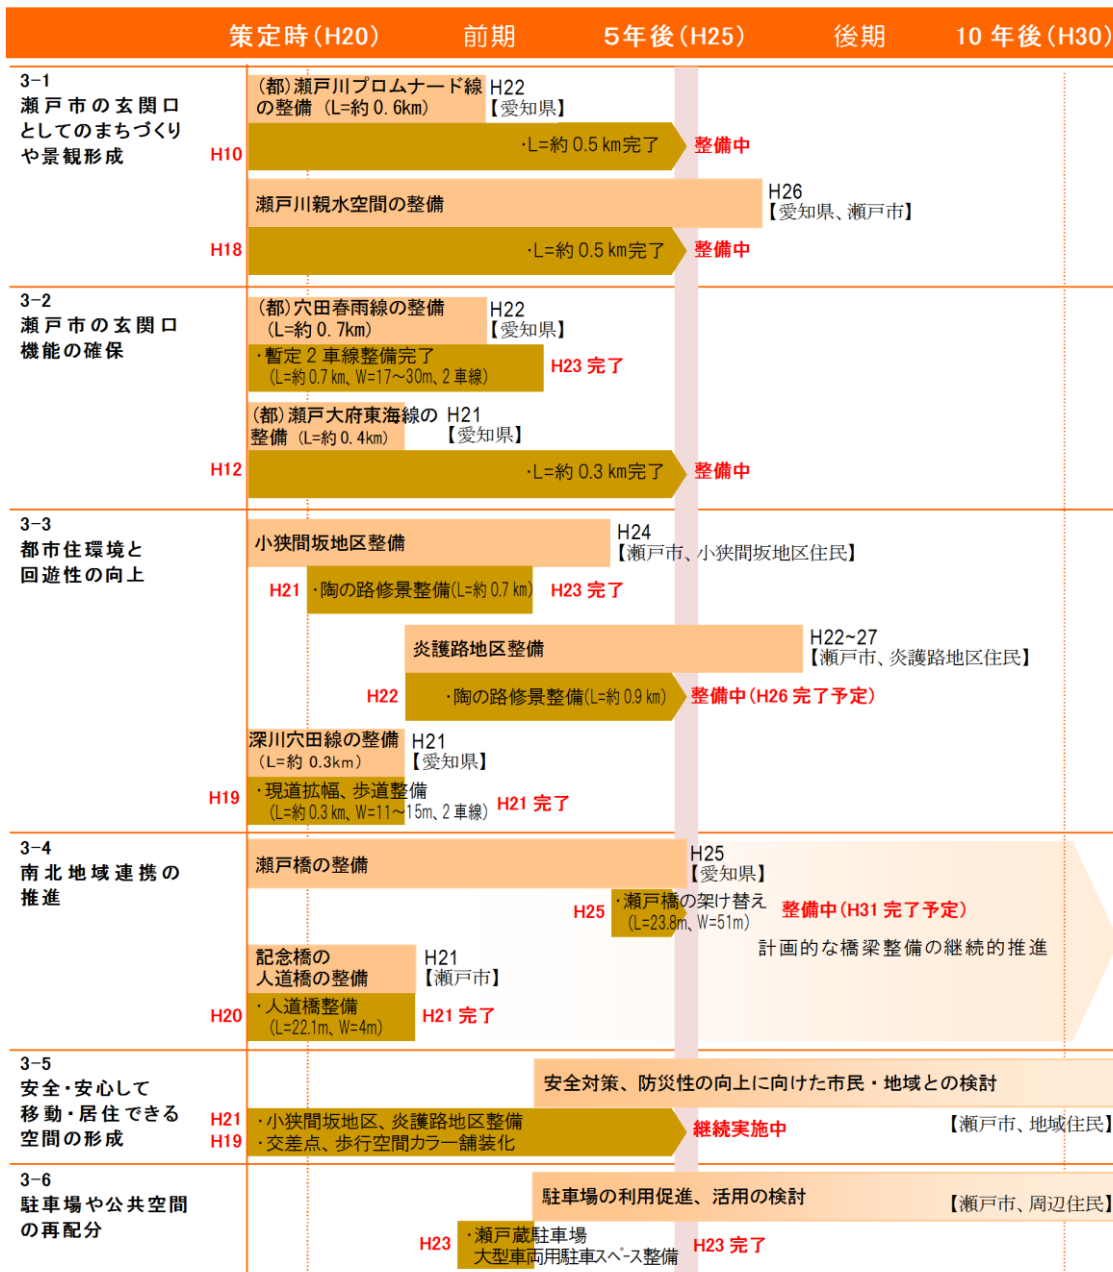 策定時(H20) 前期 5年後(H25) 後期 10年後(H30)
3-1
瀬戸市の玄関口
としてのまちづくり
や景観形成
(都)瀬戸川プロムナード線
の整備 (L=約0.6km)
H22
【愛知県】
H10
・L=約0.5km完了
整備中
瀬戸川親水空間の整備
H26
【愛知県、瀬戸市】
H18
・L=約0.5km完了
整備中
3-2
瀬戸市の玄関口
機能の確保
(都)穴田春雨線の整備
(L=約0.7km)
H22
【愛知県】
・暫定2車線整備完了
(L=約0.7km、W=17~30m、2車線)
H23完了
(都)瀬戸大府東海線の
整備 (L=約0.4km)
H21
【愛知県】
H12
・L=約0.3km完了
整備中
3-3
都市住環境と
回遊性の向上
小狭間坂地区整備
H24
【瀬戸市、小狭間坂地区住民】
H21
・陶の路修景整備(L=約0.7km)
H23完了
炎護路地区整備
H22~27
【瀬戸市、炎護路地区住民】
H22
・陶の路修景整備(L=約0.9km)
整備中(H26完了予定)
深川穴田線の整備
(L=約0.3km)
H21
【愛知県】
H19
・現道拡幅、歩道整備
(L=約0.3km、W=11~15m、2車線)
H21完了
3-4
南北地域連携の
推進
瀬戸橋の整備
H25
【愛知県】
H25
・瀬戸橋の架け替え
(L=23.8m、W=51m)
整備中(H31完了予定)
計画的な橋梁整備の継続的推進
記念橋の
人道橋の整備
H21
【瀬戸市】
H20
・人道橋整備
(L=22.1m、W=4m)
H21完了
3-5
安全・安心して
移動・居住できる
空間の形成
安全対策、防災性の向上に向けた市民・地域との検討
【瀬戸市、地域住民】
H21
・小狭間坂地区、炎護路地区整備
H19
・交差点、歩行空間カラー舗装化
継続実施中
3-6
駐車場や公共空間
の再配分
駐車場の利用促進、活用の検討
【瀬戸市、周辺住民】
H23
・瀬戸蔵駐車場
大型車両用駐車スペース整備
H23完了